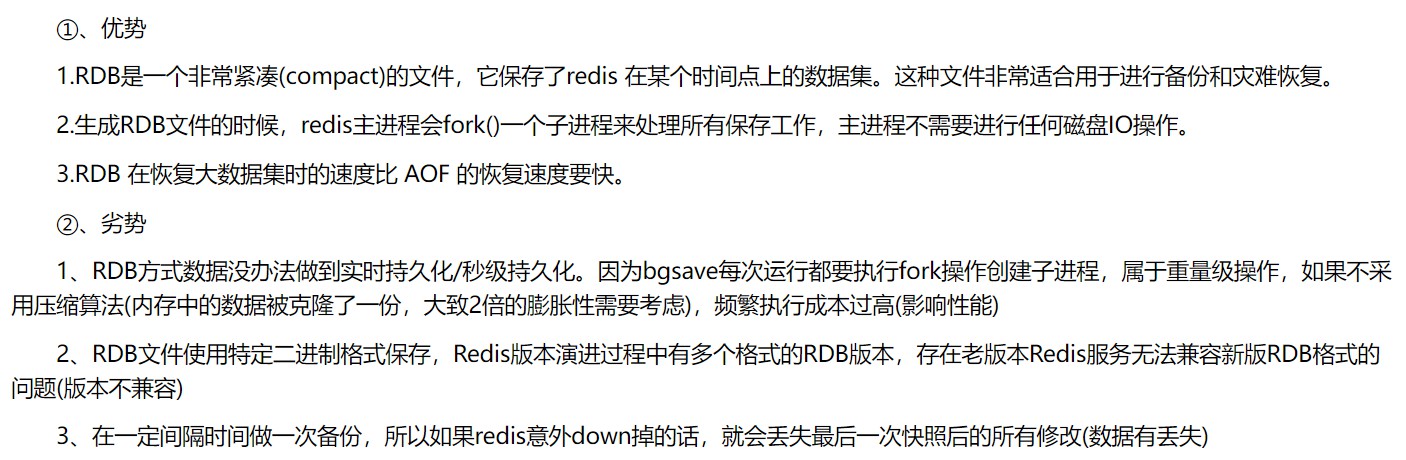 ①、优势
1.RDB是一个非常紧凑(compact)的文件，它保存了redis 在某个时间点上的数据集。这种文件非常适合用于进行备份和灾难恢复。
2.生成RDB文件的时候，redis主进程会fork()一个子进程来处理所有保存工作，主进程不需要进行任何磁盘IO操作。
3.RDB 在恢复大数据集时的速度比 AOF 的恢复速度要快。
②、劣势
1、RDB方式数据没办法做到实时持久化/秒级持久化。因为bgsave每次运行都要执行fork操作创建子进程，属于重量级操作，如果不采
用压缩算法(内存中的数据被克隆了一份，大致2倍的膨胀性需要考虑)，频繁执行成本过高(影响性能)
2、RDB文件使用特定二进制格式保存，Redis版本演进过程中有多个格式的RDB版本，存在老版本Redis服务无法兼容新版RDB格式的
问题(版本不兼容)
3、在一定间隔时间做一次备份，所以如果redis意外down掉的话，就会丢失最后一次快照后的所有修改(数据有丢失)